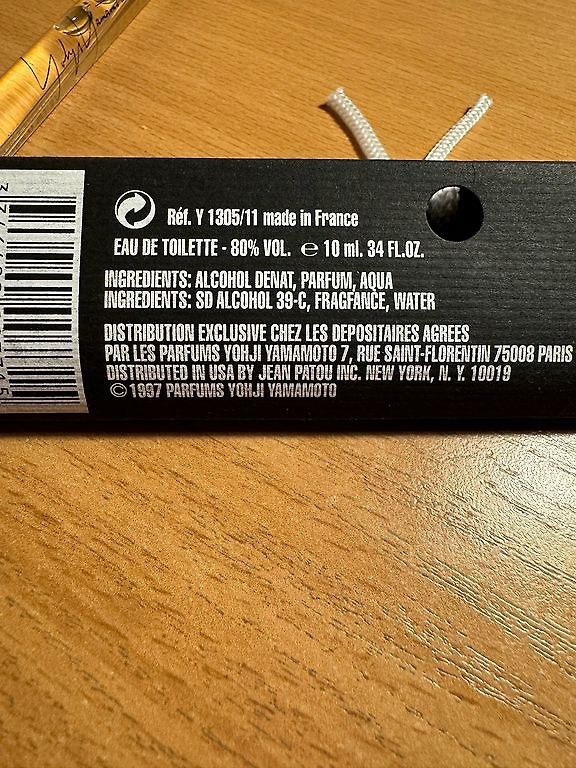 Yohji Yamamoto
Réf. Y 1305/11 made in France
EAU DE TOILETTE - 80% VOL. ℮ 10 ml. 34 FL.OZ.
INGREDIENTS: ALCOHOL DENAT, PARFUM, AQUA
INGREDIENTS: SD ALCOHOL 39-C, FRAGFANCE, WATER
DISTRIBUTION EXCLUSIVE CHEZ LES DEPOSITAIRES AGREES
PAR LES PARFUMS YOHJI YAMAMOTO 7, RUE SAINT-FLORENTIN 75008 PARIS
DISTRIBUTED IN USA BY JEAN PATOU INC. NEW YORK, N. Y. 10019
© 1997 PARFUMS YOHJI YAMAMOTO